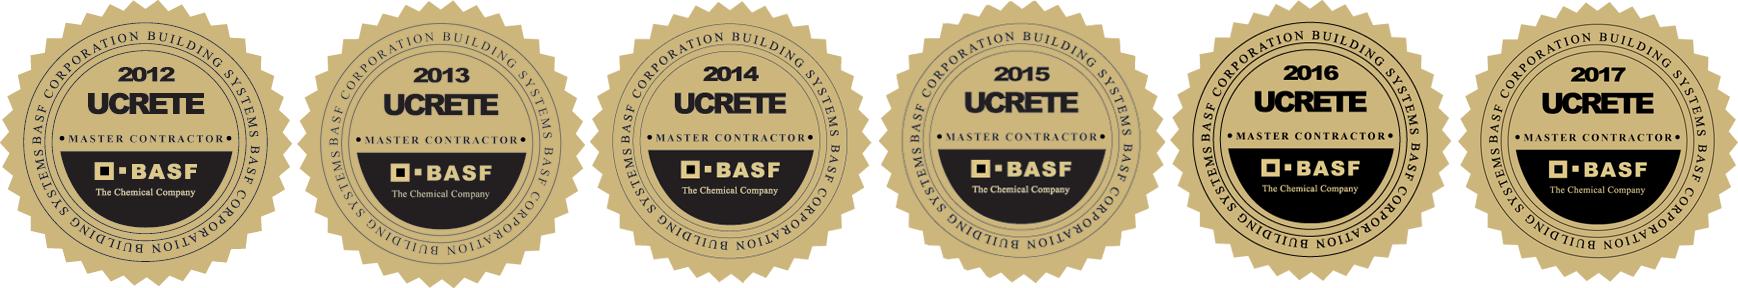 BASF CORPORATION BUILDING SYSTEMS BASF CORPORATION BUILDING SYSTEMS
2012
UCRETE
•MASTER CONTRACTOR•
BASF
The Chemical Company
BASF CORPORATION BUILDING SYSTEMS BASF CORPORATION BUILDING SYSTEMS
2013
UCRETE
•MASTER CONTRACTOR•
BASF
The Chemical Company
BASF CORPORATION BUILDING SYSTEMS BASF CORPORATION BUILDING SYSTEMS
2014
UCRETE
•MASTER CONTRACTOR•
BASF
The Chemical Company
BASF CORPORATION BUILDING SYSTEMS BASF CORPORATION BUILDING SYSTEMS
2015
UCRETE
•MASTER CONTRACTOR•
BASF
The Chemical Company
BASF CORPORATION BUILDING SYSTEMS BASF CORPORATION BUILDING SYSTEMS
2016
UCRETE
•MASTER CONTRACTOR•
BASF
The Chemical Company
BASF CORPORATION BUILDING SYSTEMS BASF CORPORATION BUILDING SYSTEMS
2017
UCRETE
•MASTER CONTRACTOR•
BASF
The Chemical Company